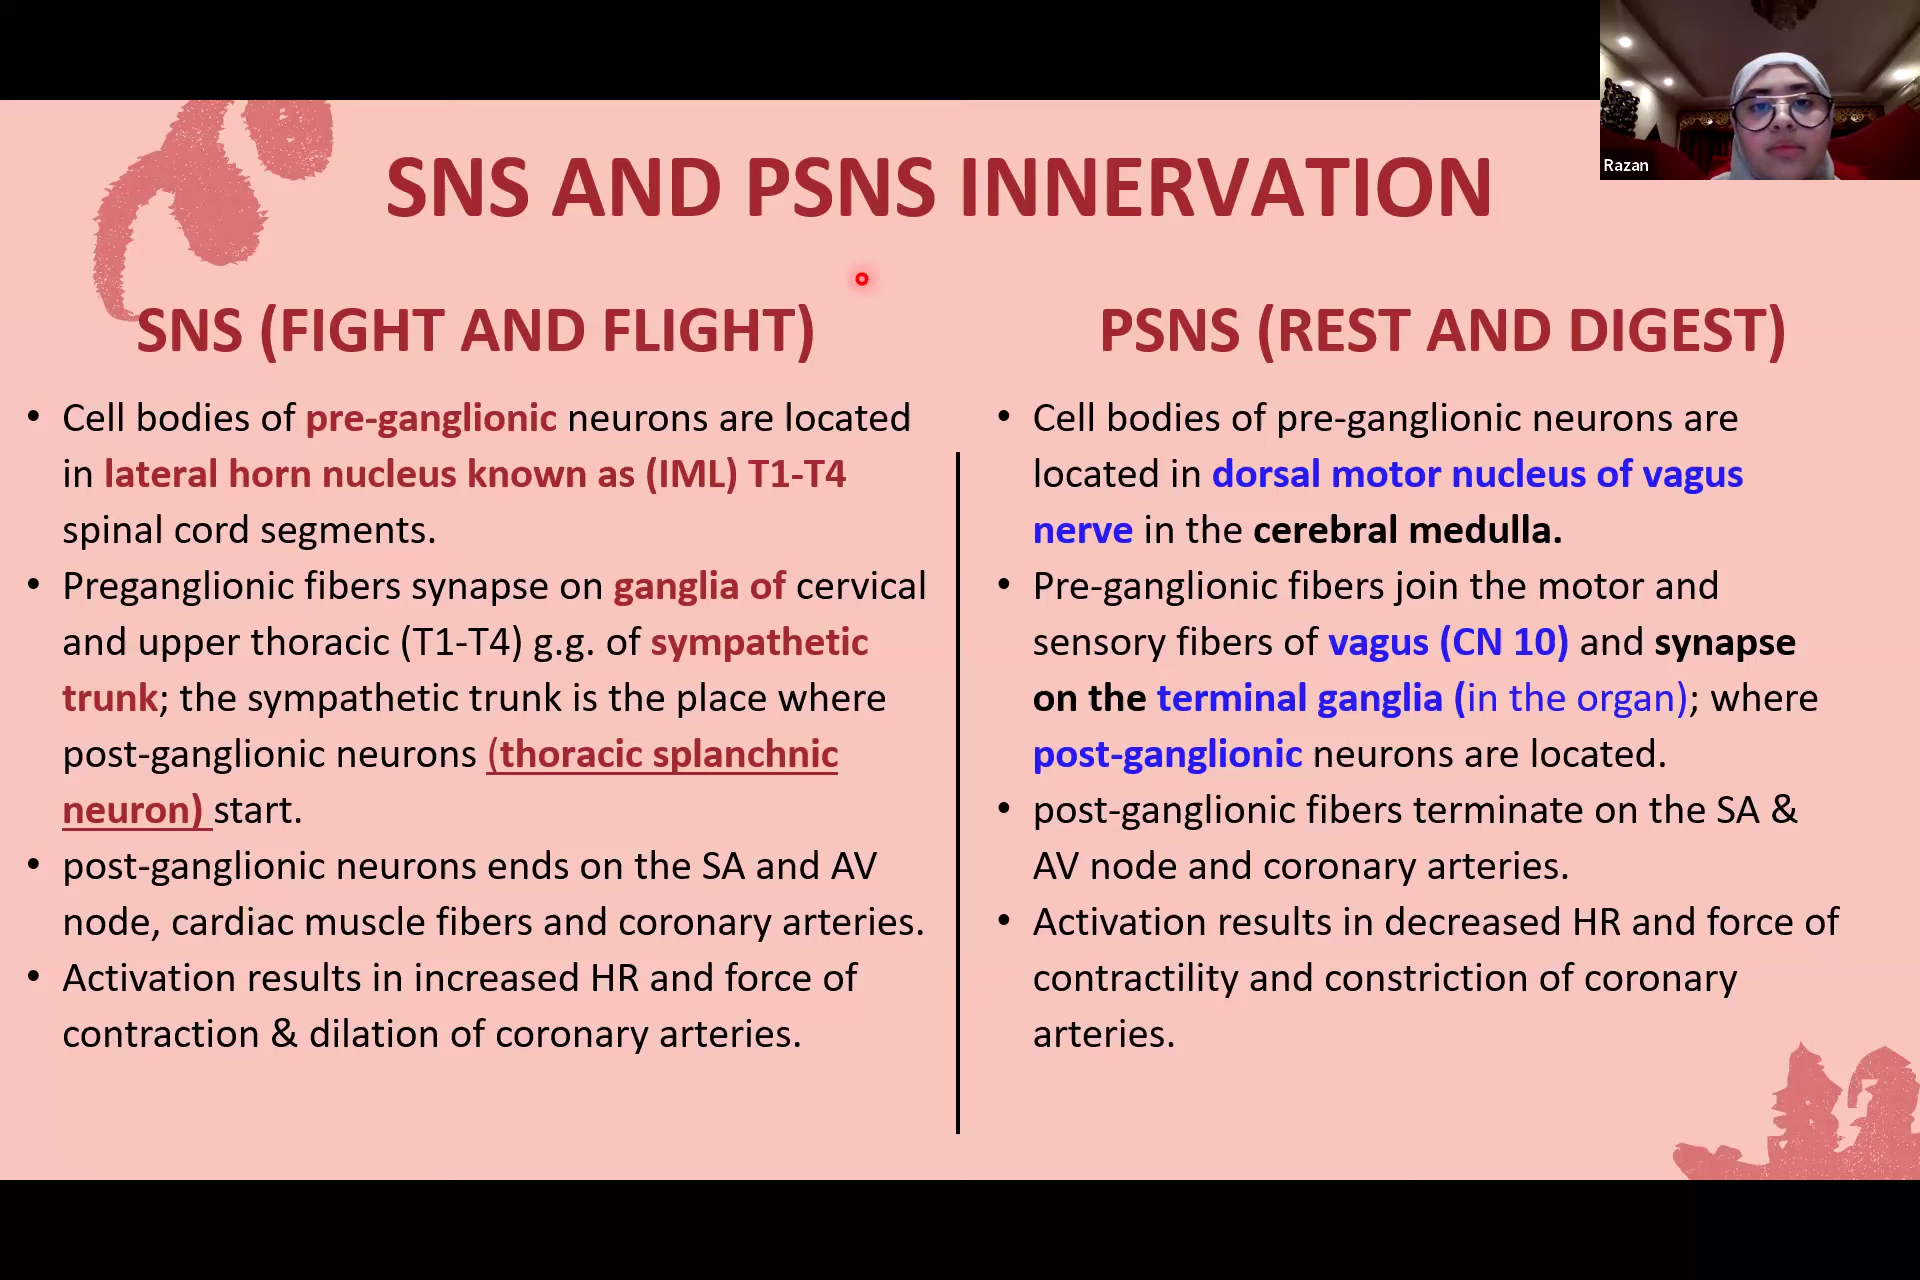 Razan
SNS AND PSNS INNERVATION
SNS (FIGHT AND FLIGHT)
• Cell bodies of pre-ganglionic neurons are located
in lateral horn nucleus known as (IML) T1-T4
spinal cord segments.
• Preganglionic fibers synapse on ganglia of cervical
and upper thoracic (T1-T4) g.g. of sympathetic
trunk; the sympathetic trunk is the place where
post-ganglionic neurons (thoracic splanchnic
neuron) start.
• post-ganglionic neurons ends on the SA and AV
node, cardiac muscle fibers and coronary arteries.
• Activation results in increased HR and force of
contraction & dilation of coronary arteries.
PSNS (REST AND DIGEST)
• Cell bodies of pre-ganglionic neurons are
located in dorsal motor nucleus of vagus
nerve in the cerebral medulla.
• Pre-ganglionic fibers join the motor and
sensory fibers of vagus (CN 10) and synapse
on the terminal ganglia (in the organ); where
post-ganglionic neurons are located.
• post-ganglionic fibers terminate on the SA &
AV node and coronary arteries.
• Activation results in decreased HR and force of
contractility and constriction of coronary
arteries.